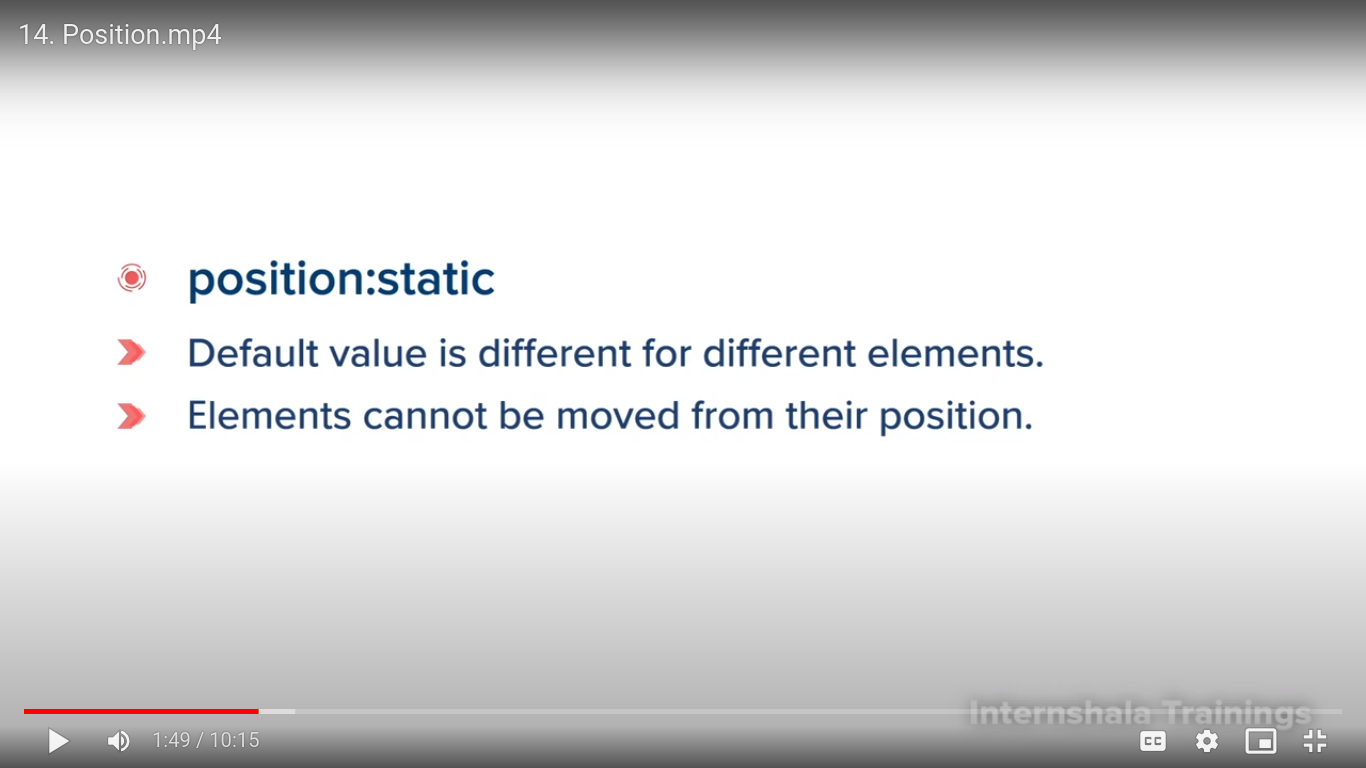 14. Position.mp4
position:static
Default value is different for different elements.
Elements cannot be moved from their position.
Internshala Trainings
1:49 / 10:15
CC